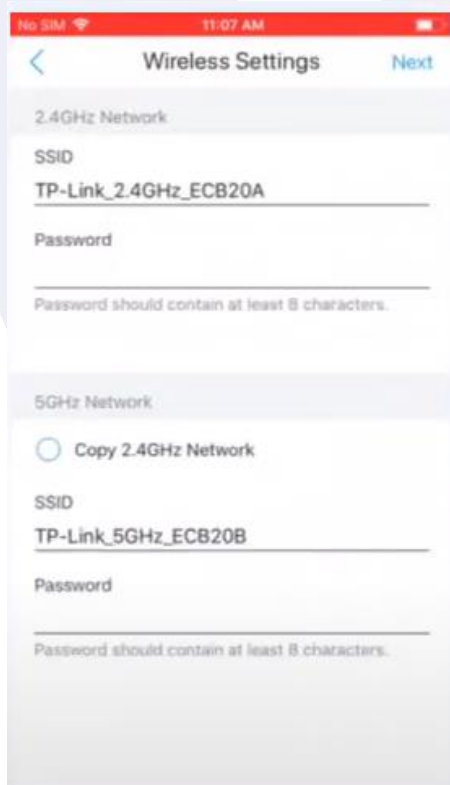 No SIM 11:07 AM
Wireless Settings Next
2.4GHz Network
SSID
TP-Link_2.4GHz_ECB20A
Password
Password should contain at least 8 characters.
5GHz Network
Copy 2.4GHz Network
SSID
TP-Link_5GHz_ECB20B
Password
Password should contain at least 8 characters.